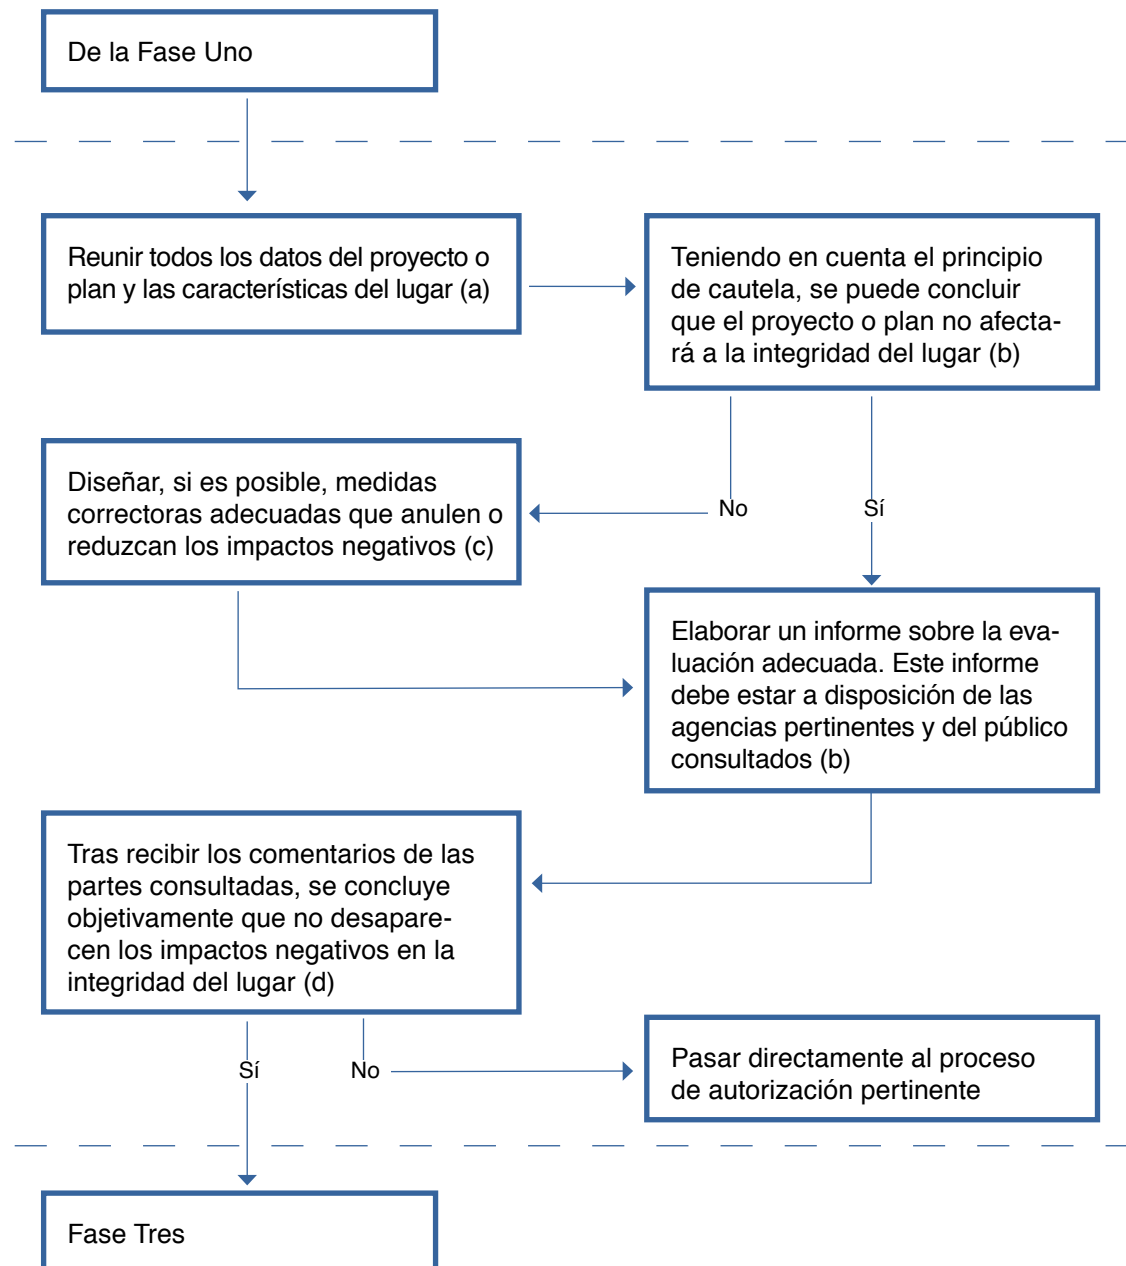 De la Fase Uno
Reunir todos los datos del proyecto o
plan y las características del lugar (a)
Teniendo en cuenta el principio
de cautela, se puede concluir
que el proyecto o plan no afecta-
rá a la integridad del lugar (b)
No
Sí
Diseñar, si es posible, medidas
correctoras adecuadas que anulen o
reduzcan los impactos negativos (c)
Elaborar un informe sobre la eva-
luación adecuada. Este informe
debe estar a disposición de las
agencias pertinentes y del público
consultados (b)
Tras recibir los comentarios de las
partes consultadas, se concluye
objetivamente que no desapare-
cen los impactos negativos en la
integridad del lugar (d)
Sí
No
Pasar directamente al proceso
de autorización pertinente
Fase Tres